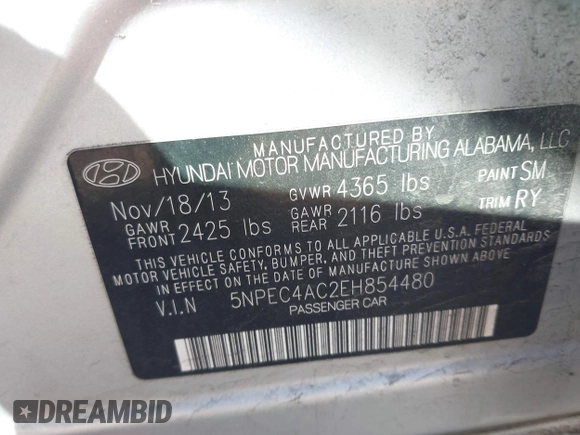 MANUFACTURED BY
HYUNDAI MOTOR MANUFACTURING ALABAMA, LLC
Nov/18/13 GVWR 4365 lbs PAINT SM
GAWR FRONT 2425 lbs GAWR REAR 2116 lbs TRIM RY
THIS VEHICLE CONFORMS TO ALL APPLICABLE U.S.A. FEDERAL
MOTOR VEHICLE SAFETY, BUMPER, AND THEFT PREVENTION STANDARDS
IN EFFECT ON THE DATE OF MANUFACTURE SHOWN ABOVE.
V.I.N 5NPEC4AC2EH854480
PASSENGER CAR
DREAMBID